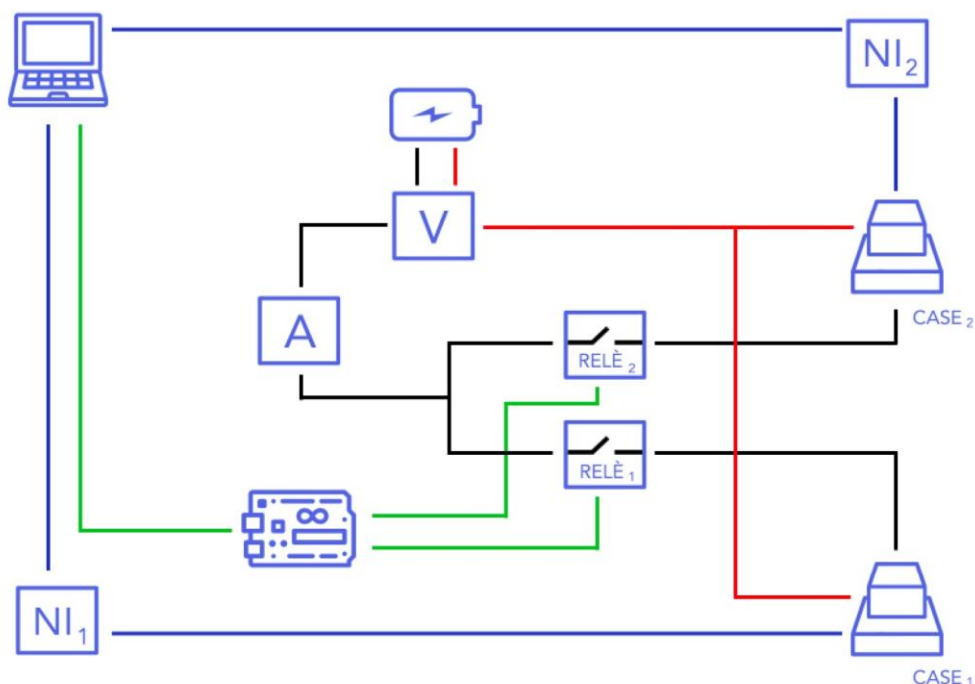 NI₂
V
CASE ₂
A
RELÈ ₂
RELÈ ₁
NI₁
CASE ₁